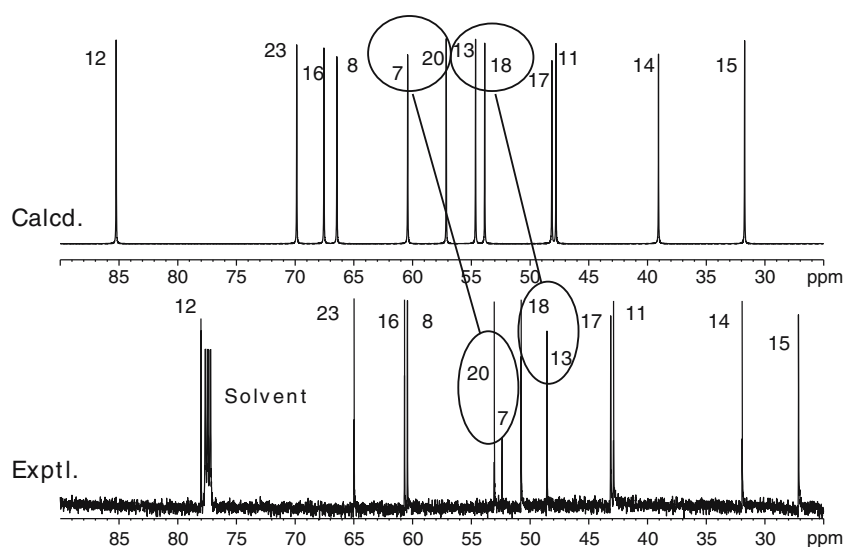 12 23 16 8 7 20 13 18 17 11 14 15
Calcd.
85 80 75 70 65 60 55 50 45 40 35 30 ppm
12 23 16 8 20 7 18 13 17 11 14 15
Solvent
Exptl.
85 80 75 70 65 60 55 50 45 40 35 30 ppm